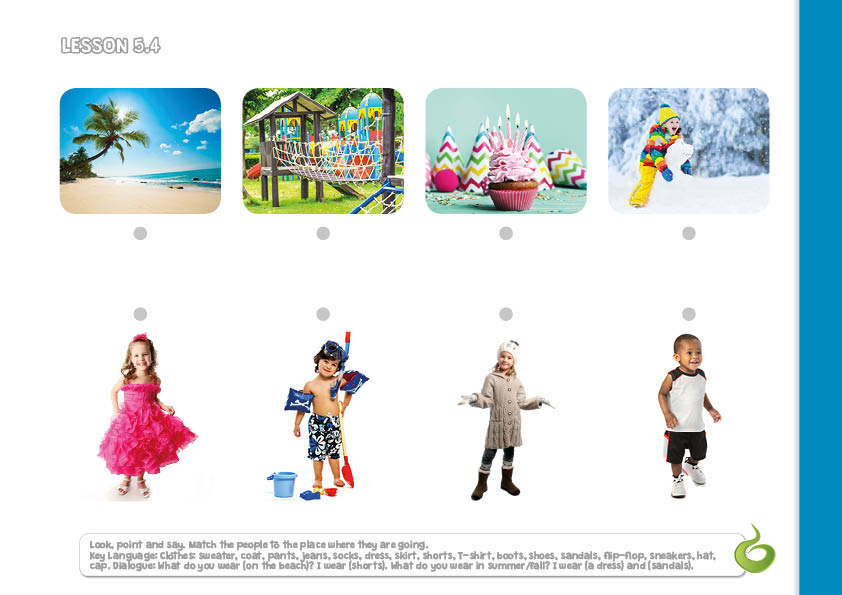 LESSON 5.4
Look, point and say. Match the people to the place where they are going.
Key Language: Clothes: sweater, coat, pants, jeans, socks, dress, skirt, shorts, T-shirt, boots, shoes, sandals, flip-flop, sneakers, hat,
cap. Dialogue: What do you wear (on the beach)? I wear (shorts). What do you wear in summer/fall? I wear (a dress) and (sandals).